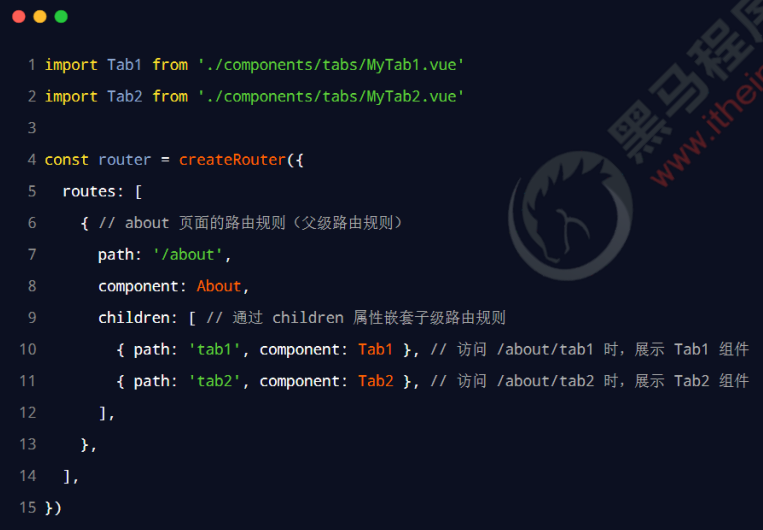 1 import Tab1 from './components/tabs/MyTab1.vue'
2 import Tab2 from './components/tabs/MyTab2.vue'
3
4 const router = createRouter({
5 routes: [
6 { // about 页面的路由规则（父级路由规则）
7 path: '/about',
8 component: About,
9 children: [ // 通过 children 属性嵌套子级路由规则
10 { path: 'tab1', component: Tab1 }, // 访问 /about/tab1 时，展示 Tab1 组件
11 { path: 'tab2', component: Tab2 }, // 访问 /about/tab2 时，展示 Tab2 组件
12 ],
13 },
14 ],
15 })
黑马程